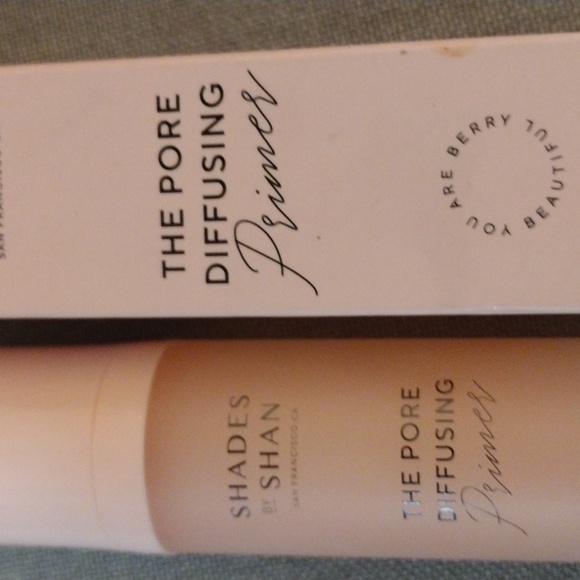 THE PORE
DIFFUSING
Primer
YOU ARE BERRY BEAUTIFUL
SHADES
BY SHAN
SAN FRANCISCO, CA
THE PORE
DIFFUSING
Primer